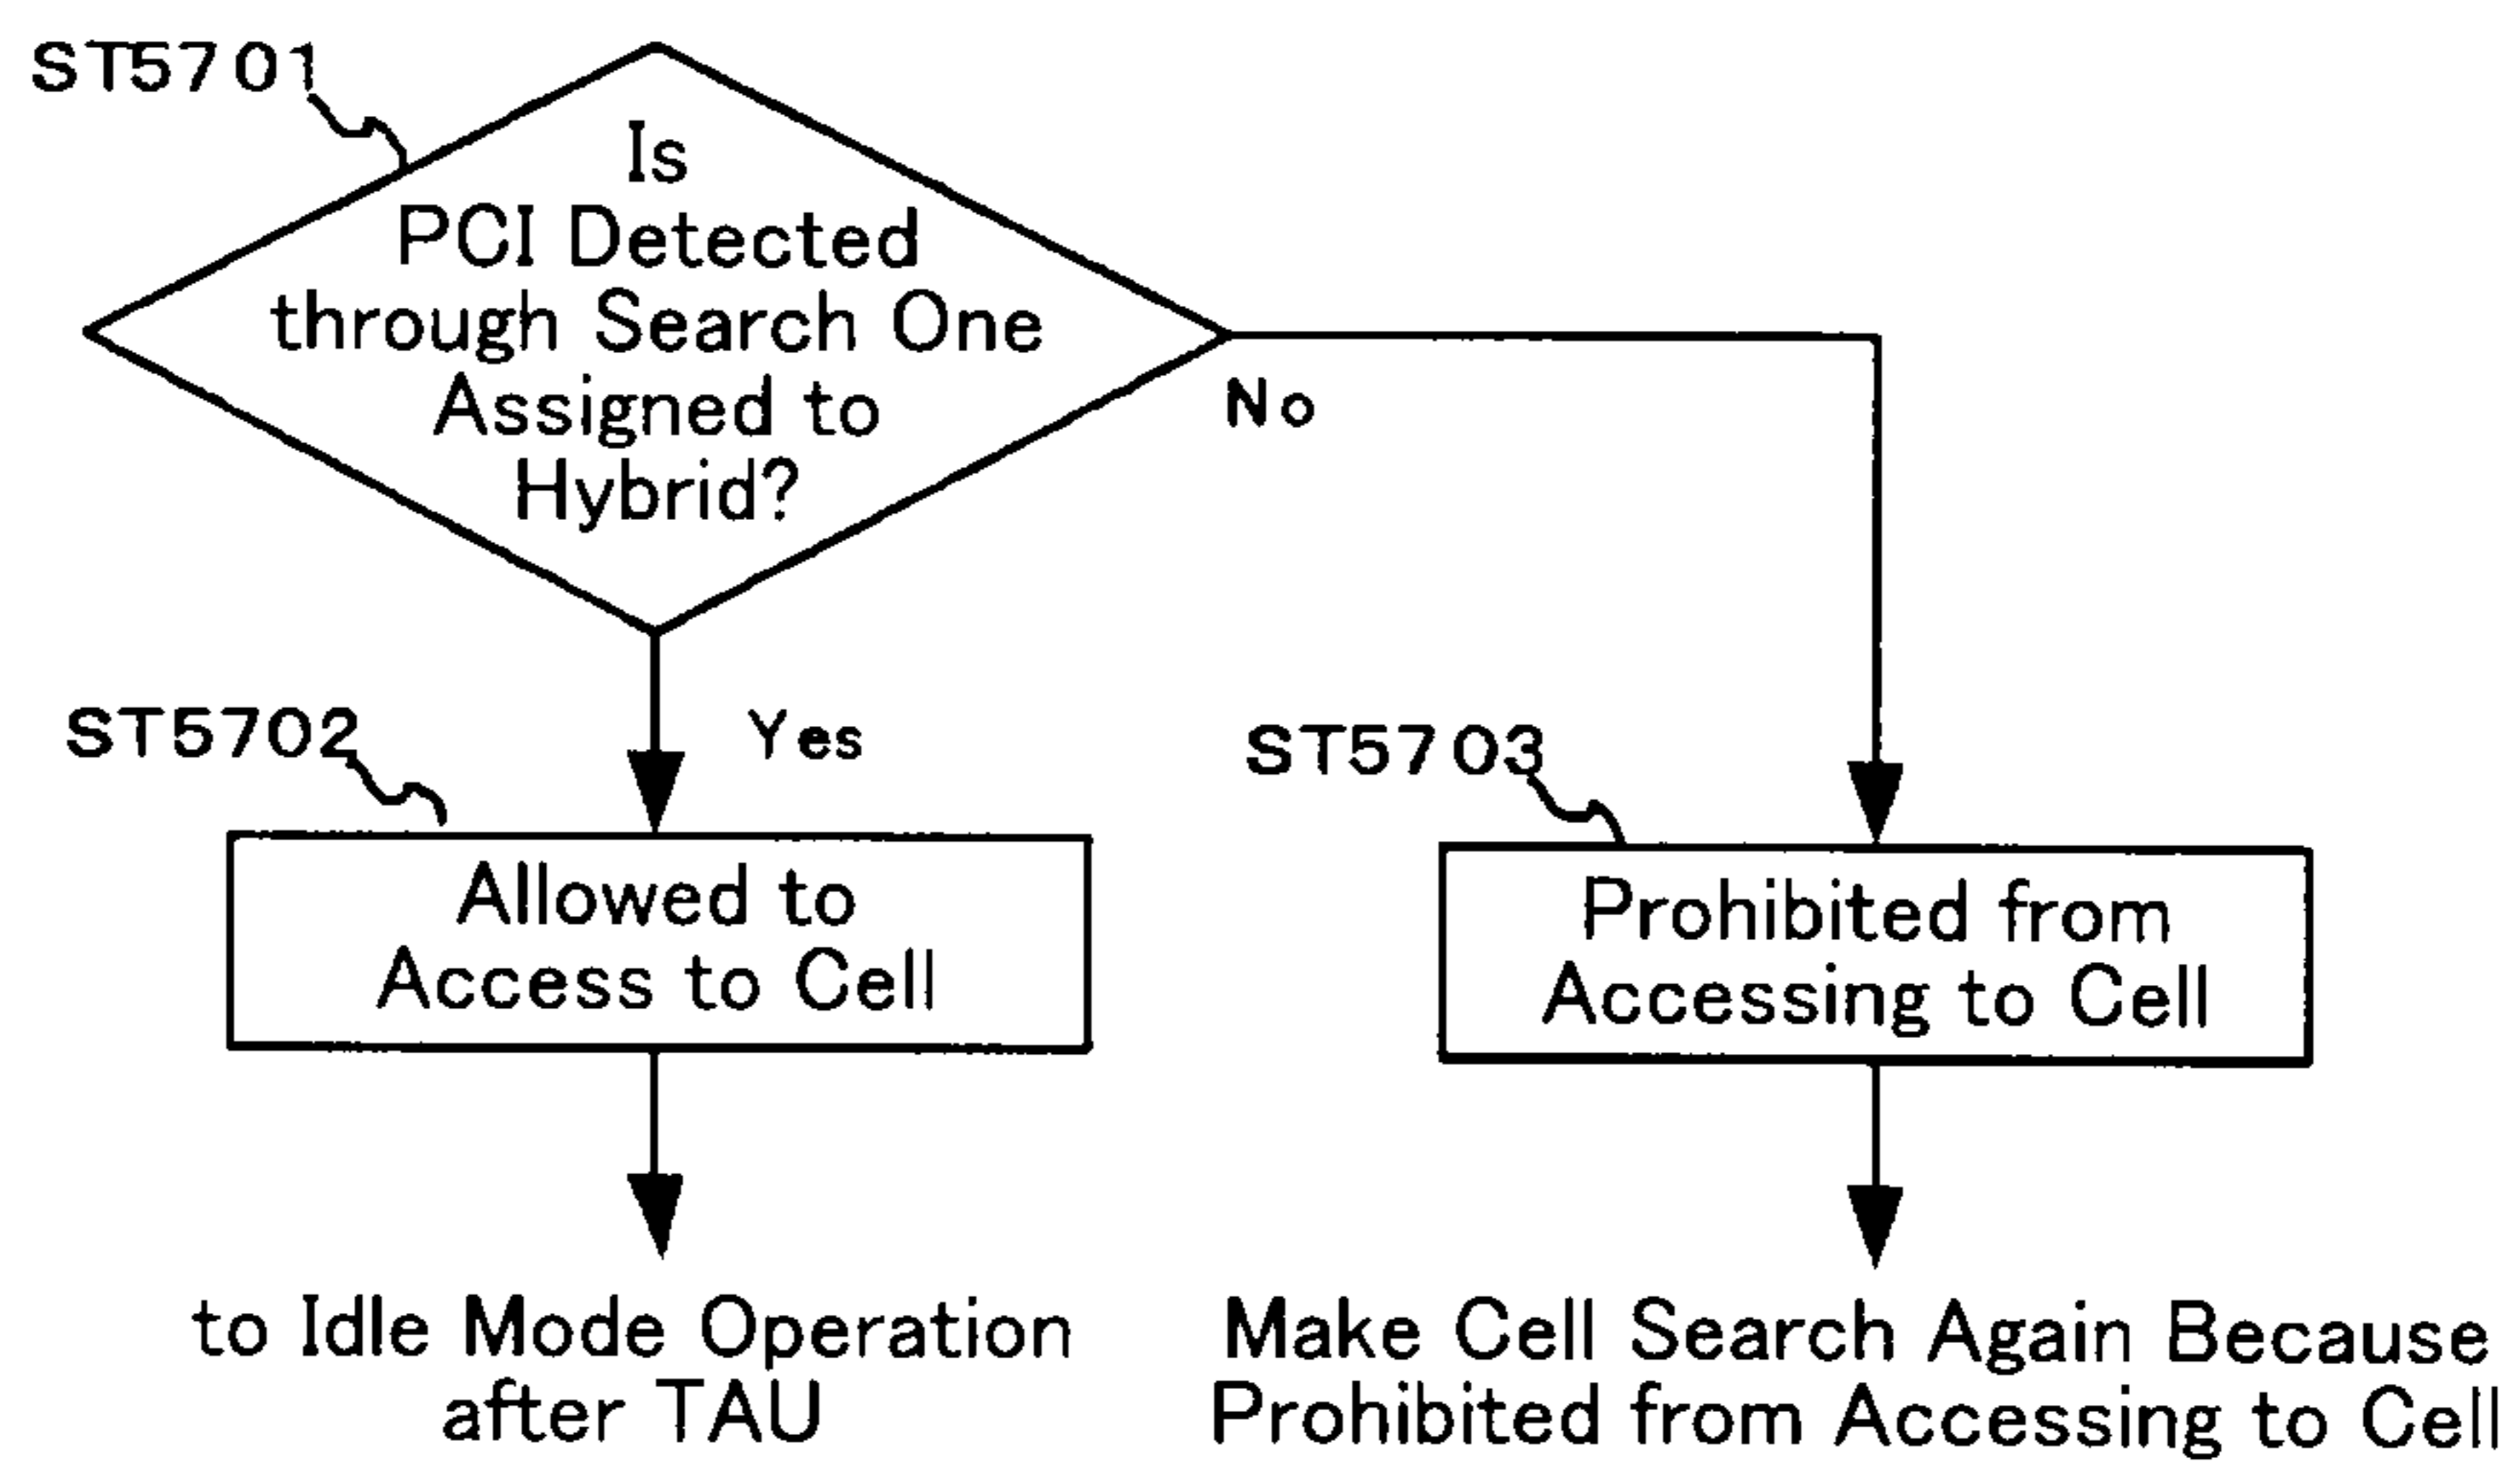 ST5701
Is
PCI Detected
through Search One
Assigned to
Hybrid?
No
Yes
ST5702
Allowed to
Access to Cell
ST5703
Prohibited from
Accessing to Cell
to Idle Mode Operation
after TAU
Make Cell Search Again Because
Prohibited from Accessing to Cell